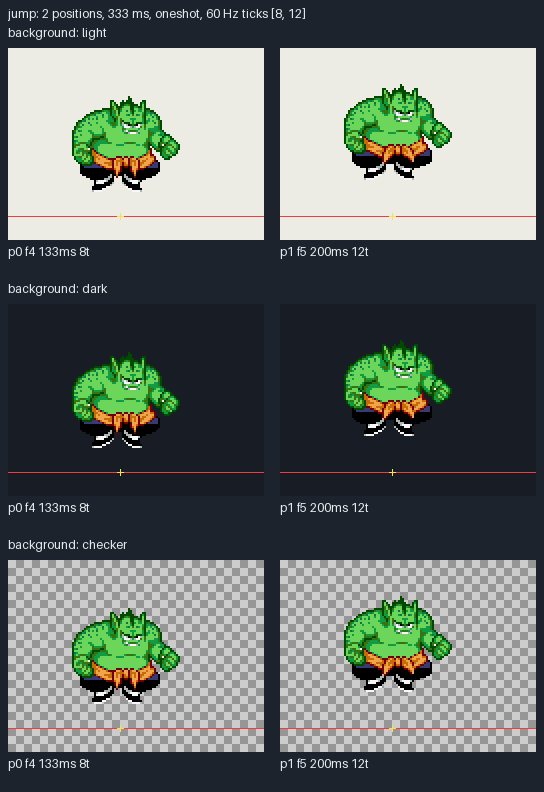 jump: 2 positions, 333 ms, oneshot, 60 Hz ticks [8, 12]
background: light
p0 f4 133ms 8t
p1 f5 200ms 12t
background: dark
p0 f4 133ms 8t
p1 f5 200ms 12t
background: checker
p0 f4 133ms 8t
p1 f5 200ms 12t